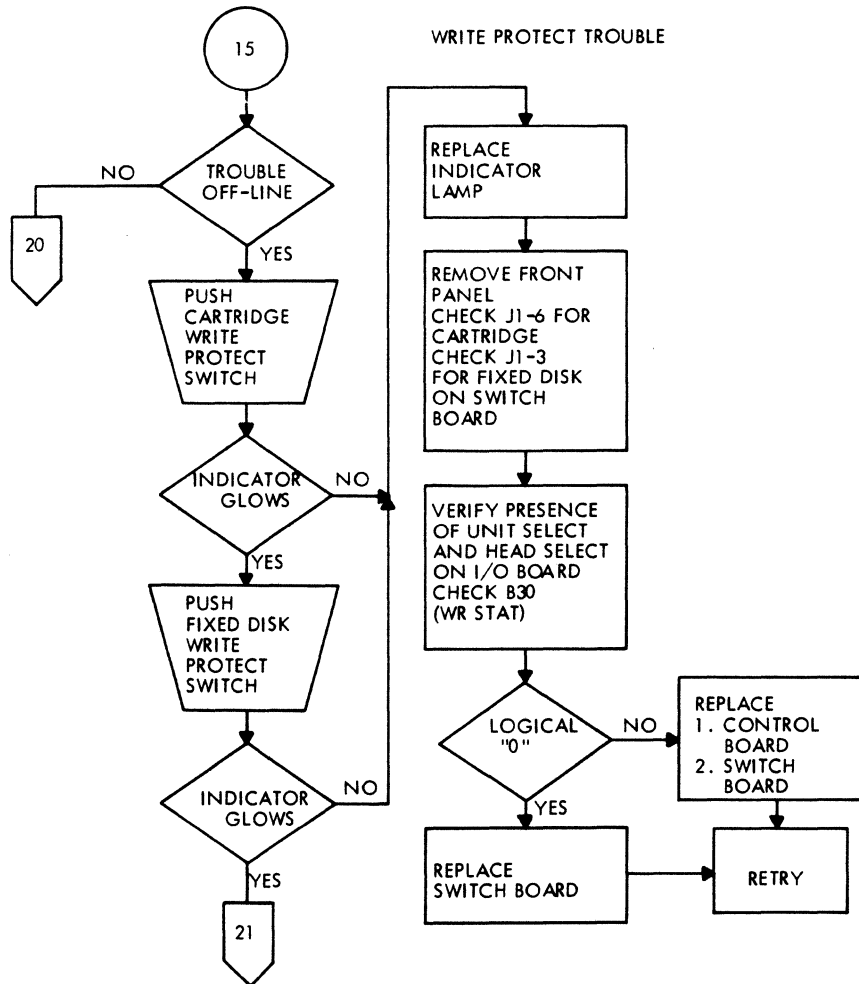 WRITE PROTECT TROUBLE
15
TROUBLE
OFF-LINE
NO
20
YES
PUSH
CARTRIDGE
WRITE
PROTECT
SWITCH
INDICATOR
GLOWS
NO
YES
PUSH
FIXED DISK
WRITE
PROTECT
SWITCH
INDICATOR
GLOWS
NO
YES
21
REPLACE
INDICATOR
LAMP
REMOVE FRONT
PANEL
CHECK J1-6 FOR
CARTRIDGE
CHECK J1-3
FOR FIXED DISK
ON SWITCH
BOARD
VERIFY PRESENCE
OF UNIT SELECT
AND HEAD SELECT
ON I/O BOARD
CHECK B30
(WR STAT)
LOGICAL
"0"
NO
REPLACE
1. CONTROL
BOARD
2. SWITCH
BOARD
YES
REPLACE
SWITCH BOARD
RETRY